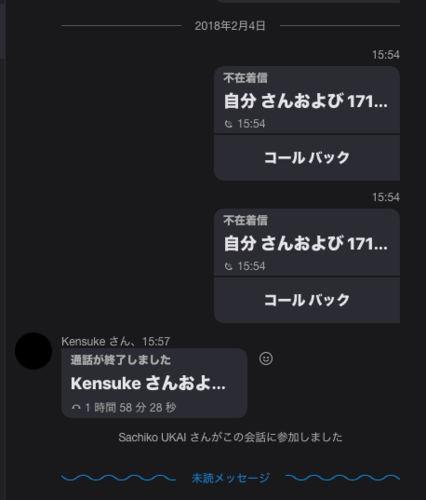 2018年2月4日
15:54
不在着信
自分 さんおよび 171...
15:54
コール バック
15:54
不在着信
自分 さんおよび 171...
15:54
コール バック
Kensuke さん、15:57
通話が終了しました
Kensuke さんおよ...
1 時間 58 分 28 秒
Sachiko UKAI さんがこの会話に参加しました
未読メッセージ